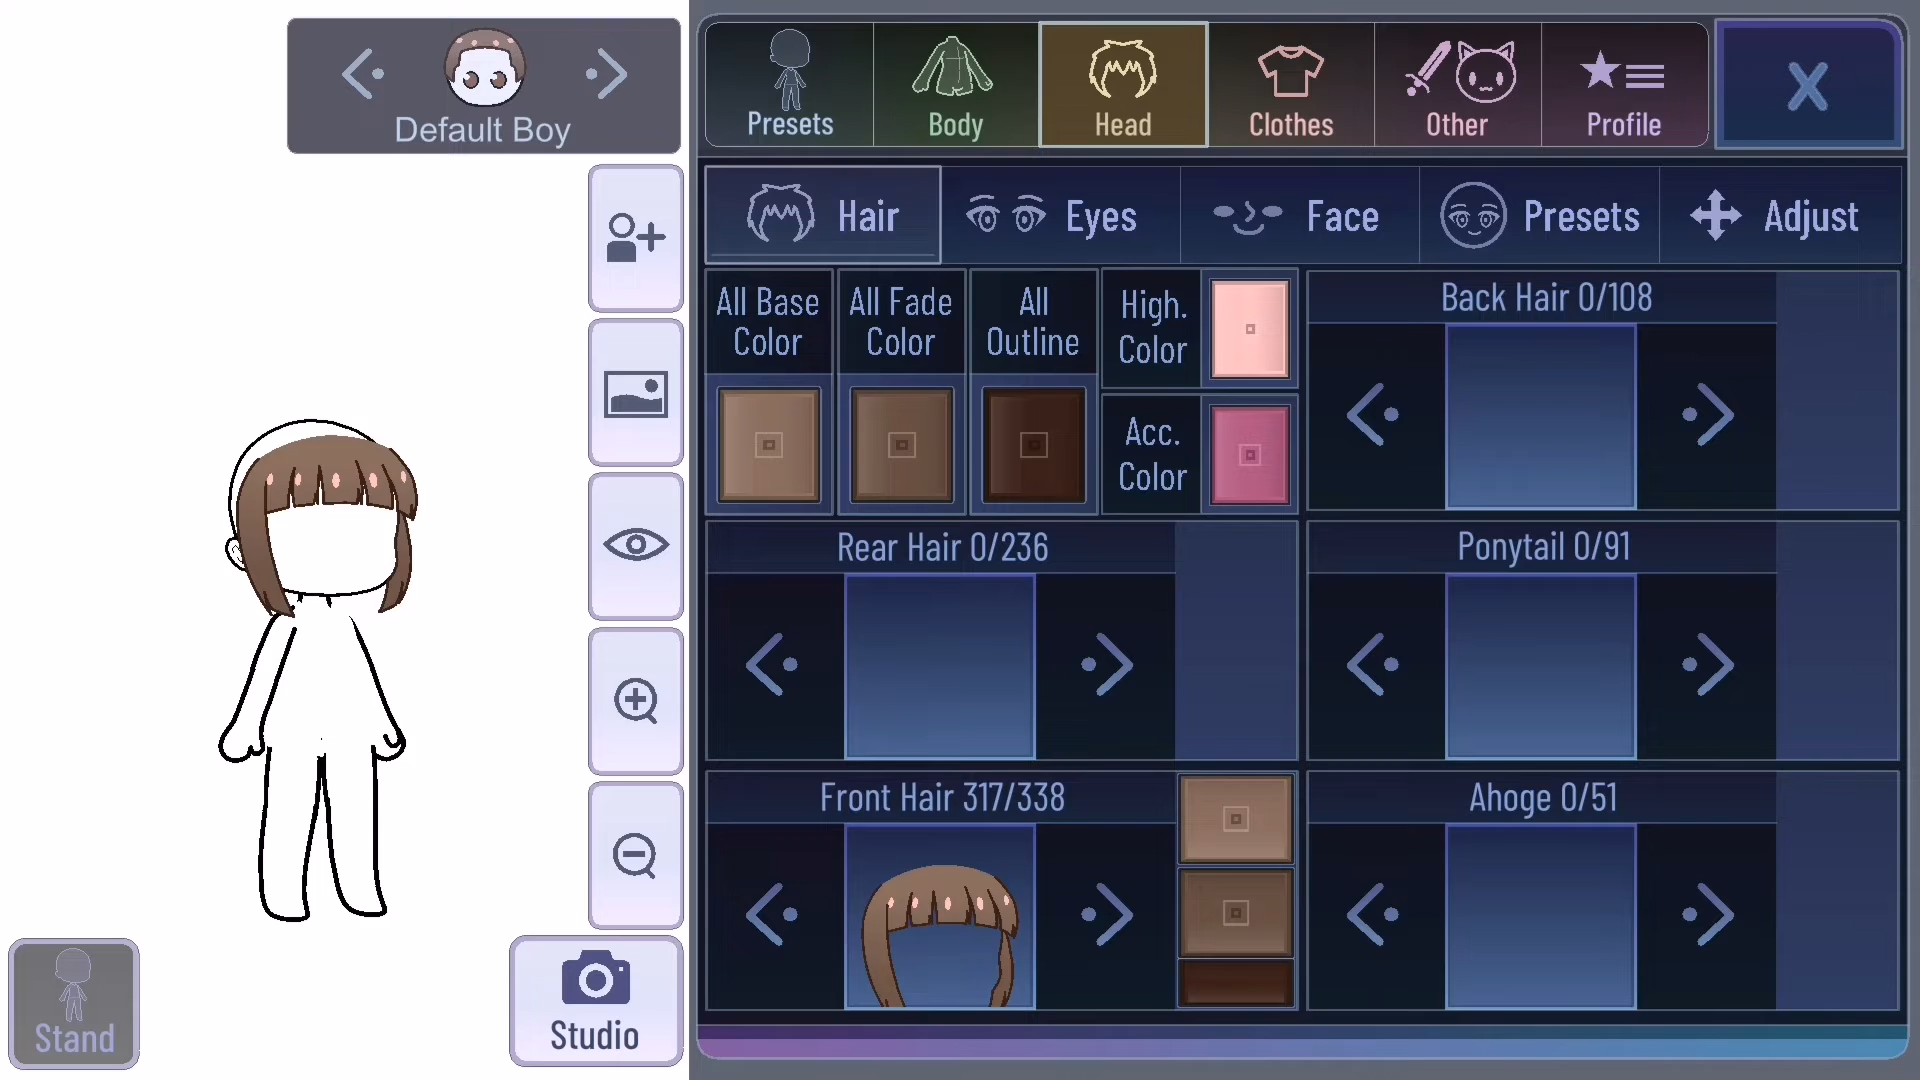 Default Boy
Presets
Body
Head
Clothes
Other
Profile
X
Hair
Eyes
Face
Presets
Adjust
All Base
Color
All Fade
Color
All
Outline
High.
Color
Acc.
Color
Back Hair 0/108
Rear Hair 0/236
Ponytail 0/91
Front Hair 317/338
Ahoge 0/51
Stand
Studio